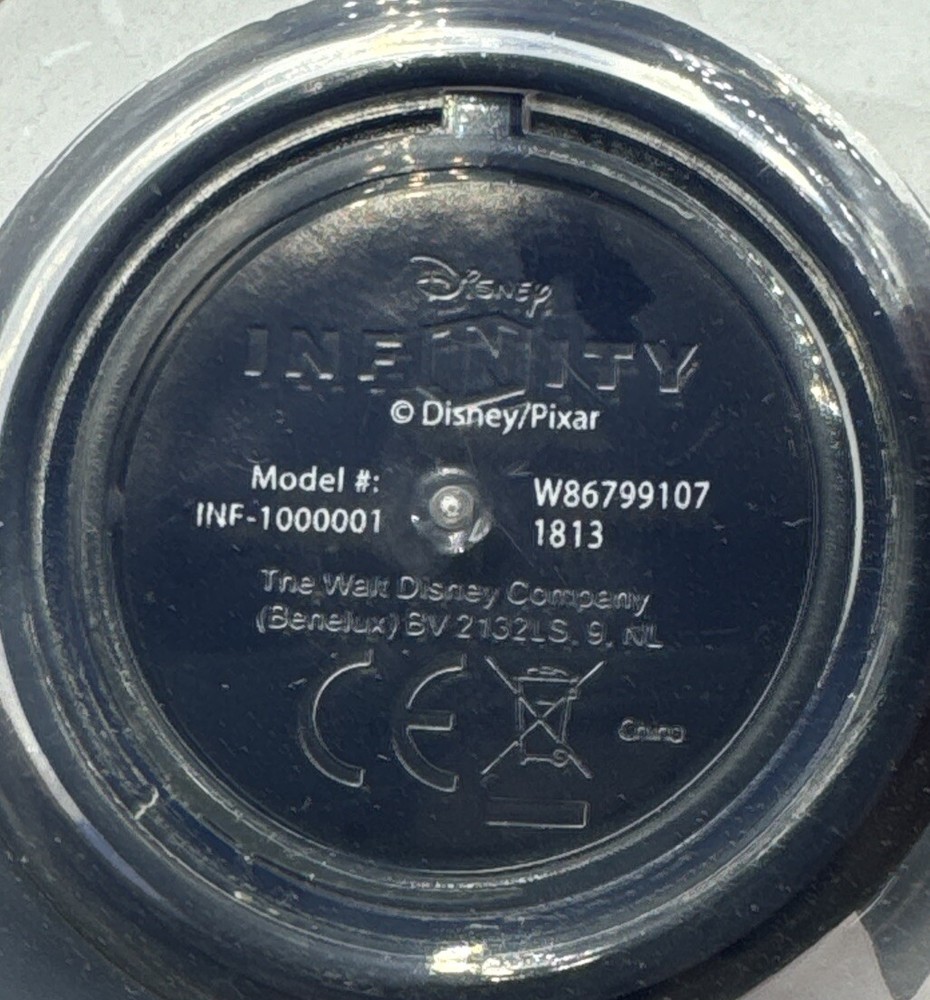 Disney
INFINITY
© Disney/Pixar
Model #:
INF-1000001
W86799107
1813
The Walt Disney Company
(Benelux) BV 2132LS, 9, NL
CE
China